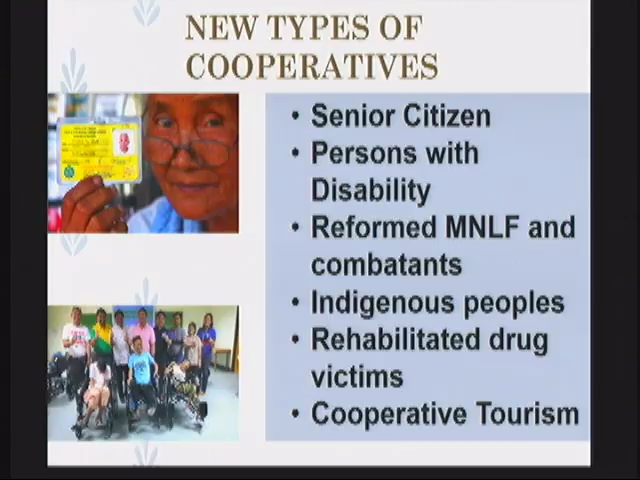 NEW TYPES OF
COOPERATIVES
• Senior Citizen
• Persons with
Disability
• Reformed MNLF and
combatants
• Indigenous peoples
• Rehabilitated drug
victims
• Cooperative Tourism